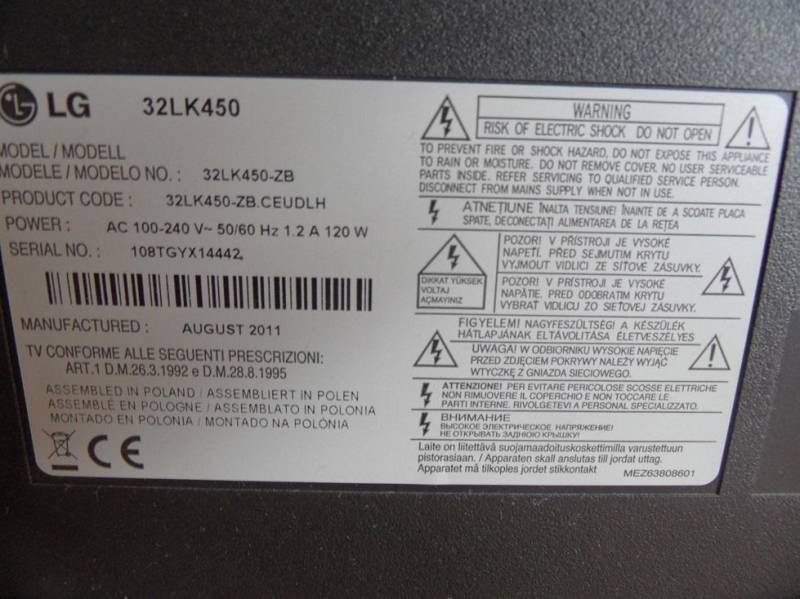 LG 32LK450
MODEL / MODELL
MODELE / MODELO NO. : 32LK450-ZB
PRODUCT CODE : 32LK450-ZB.CEUDLH
POWER : AC 100-240 V~ 50/60 Hz 1.2 A 120 W
SERIAL NO. : 108TGYX14442
MANUFACTURED : AUGUST 2011
TV CONFORME ALLE SEGUENTI PRESCRIZIONI:
ART.1 D.M.26.3.1992 e D.M.28.8.1995
ASSEMBLED IN POLAND / ASSEMBLIERT IN POLEN
ASSEMBLÉ EN POLOGNE / ASSEMBLATO IN POLONIA
MONTADO EN POLONIA / MONTADO NA POLÓNIA
CE
WARNING
RISK OF ELECTRIC SHOCK DO NOT OPEN
TO PREVENT FIRE OR SHOCK HAZARD, DO NOT EXPOSE THIS APPLIANCE
TO RAIN OR MOISTURE. DO NOT REMOVE COVER. NO USER SERVICEABLE
PARTS INSIDE. REFER SERVICING TO QUALIFIED SERVICE PERSON.
DISCONNECT FROM MAINS SUPPLY WHEN NOT IN USE.
ATNEŢIUNE ÎNALTA TENSIUNE! ÎNAINTE DE A SCOATE PLACA
SPATE, DECONECTAŢI ALIMENTAREA DE LA REŢEA
DIKKAT YÜKSEK
VOLTAJ
AÇMAYINIZ
POZOR! V PŘÍSTROJI JE VYSOKÉ
NAPĚTÍ. PŘED SEJMUTIM KRYTU
VYJMOUT VIDLICI ZE SÍŤOVÉ ZÁSUVKY.
POZOR! V PRÍSTROJI JE VYSOKÉ
NAPÄTIE. PRED ODOBRATIM KRYTU
VYBRAŤ VIDLICU ZO SIEŤOVEJ ZÁSUVKY.
FIGYELEM! NAGYFESZÜLTSÉG! A KÉSZÜLÉK
HÁTLAPJÁNAK ELTÁVOLÍTÁSA ÉLETVESZÉLYES
UWAGA! W ODBIORNIKU WYSOKIE NAPIĘCIE
PRZED ZDJĘCIEM POKRYWY NALEŻY WYJĄĆ
WTYCZKĘ Z GNIAZDA SIECIOWEGO.
ATTENZIONE! PER EVITARE PERICOLOSE SCOSSE ELETTRICHE
NON RIMUOVERE IL COPERCHIO E NON TOCCARE LE
PARTI INTERNE. RIVOLGETEVI A PERSONAL SPECIALIZZATO.
ВНИМАНИЕ
ВЫСОКОЕ ЭЛЕКТРИЧЕСКОЕ НАПРЯЖЕНИЕ!
НЕ ОТКРЫВАТЬ ЗАДНЮЮ КРЫШКУ!
Laite on liitettävä suojamaadoituskoskettimilla varustettuun
pistorasiaan. / Apparaten skall anslutas till jordat uttag.
Apparatet må tilkoples jordet stikkontakt
MEZ63808601